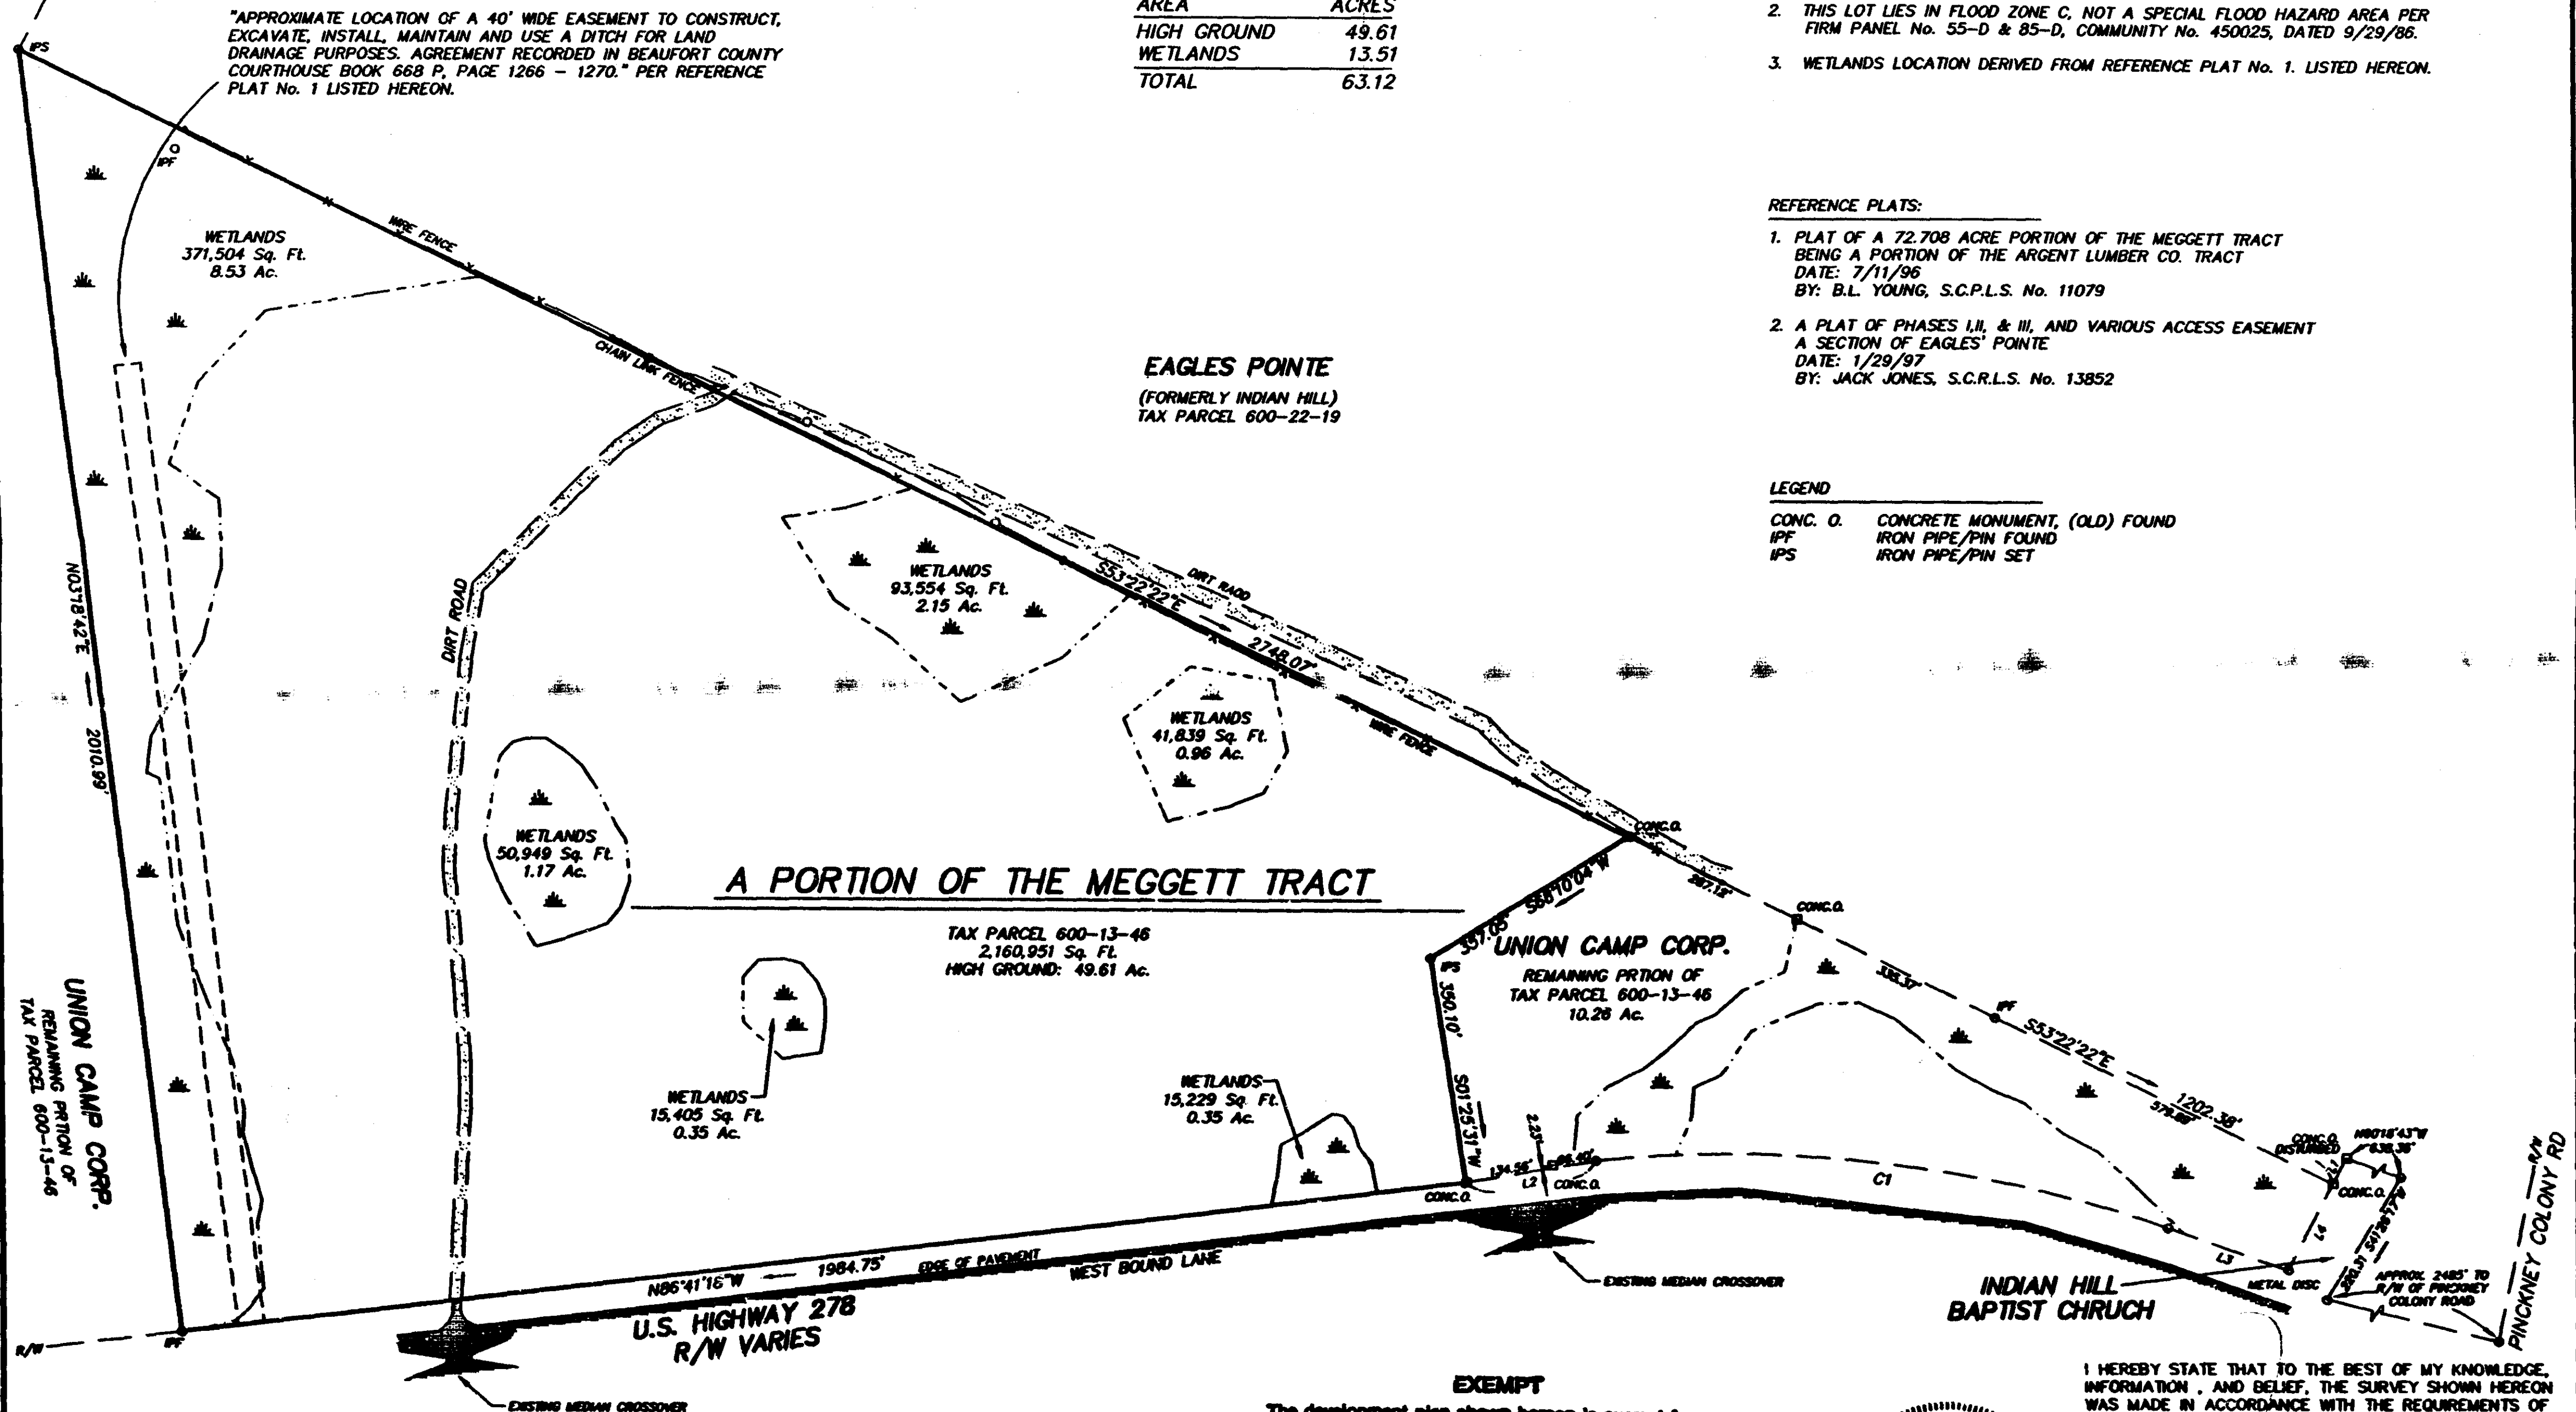 "APPROXIMATE LOCATION OF A 40' WIDE EASEMENT TO CONSTRUCT,
EXCAVATE, INSTALL, MAINTAIN AND USE A DITCH FOR LAND
DRAINAGE PURPOSES. AGREEMENT RECORDED IN BEAUFORT COUNTY
COURTHOUSE BOOK 668 P, PAGE 1266 - 1270." PER REFERENCE
PLAT No. 1 LISTED HEREON.
AREA ACRES
HIGH GROUND 49.61
WETLANDS 13.51
TOTAL 63.12
2. THIS LOT LIES IN FLOOD ZONE C, NOT A SPECIAL FLOOD HAZARD AREA PER
FIRM PANEL No. 55-D & 85-D, COMMUNITY No. 450025, DATED 9/29/86.
3. WETLANDS LOCATION DERIVED FROM REFERENCE PLAT No. 1. LISTED HEREON.
REFERENCE PLATS:
1. PLAT OF A 72.708 ACRE PORTION OF THE MEGGETT TRACT
BEING A PORTION OF THE ARGENT LUMBER CO. TRACT
DATE: 7/11/96
BY: B.L. YOUNG, S.C.P.L.S. No. 11079
2. A PLAT OF PHASES I,II, & III, AND VARIOUS ACCESS EASEMENT
A SECTION OF EAGLES' POINTE
DATE: 1/29/97
BY: JACK JONES, S.C.R.L.S. No. 13852
LEGEND
CONC. O. CONCRETE MONUMENT, (OLD) FOUND
IPF IRON PIPE/PIN FOUND
IPS IRON PIPE/PIN SET
IPS
IPF
WETLANDS
371,504 Sq. Ft.
8.53 Ac.
WIRE FENCE
CHAIN LINK FENCE
EAGLES POINTE
(FORMERLY INDIAN HILL)
TAX PARCEL 600-22-19
N03°18'42"E
2010.99'
DIRT ROAD
WETLANDS
93,554 Sq. Ft.
2.15 Ac.
S53°22'22"E
2748.07'
DIRT RAOD
WETLANDS
41,839 Sq. Ft.
0.96 Ac.
WIRE FENCE
WETLANDS
50,949 Sq. Ft.
1.17 Ac.
A PORTION OF THE MEGGETT TRACT
TAX PARCEL 600-13-46
2,160,951 Sq. Ft.
HIGH GROUND: 49.61 Ac.
CONC.O.
S68°10'04"W
357.05'
IPS
350.10'
S01°25'31"W
UNION CAMP CORP.
REMAINING PRTION OF
TAX PARCEL 600-13-46
10.26 Ac.
CONC.O.
IPF
S53°22'22"E
1202.38'
UNION CAMP CORP.
REMAINNG PRTION OF
TAX PARCEL 600-13-46
WETLANDS
15,405 Sq. Ft.
0.35 Ac.
WETLANDS
15,229 Sq. Ft.
0.35 Ac.
134.56'
2.25'
L2
CONC.O.
CONC.O.
C1
CONC.O.
DISTURBED
CONC.O.
L4
L3
METAL DISC
INDIAN HILL
BAPTIST CHRUCH
APPROX. 2485' TO
R/W OF PINCKNEY
COLONY ROAD
R/W
PINCKNEY COLONY RD
R/W
IPF
N86°41'16"W
1984.75'
EDGE OF PAVEMENT
WEST BOUND LANE
U.S. HIGHWAY 278
R/W VARIES
EXISTING MEDIAN CROSSOVER
EXISTING MEDIAN CROSSOVER
EXEMPT
I HEREBY STATE THAT TO THE BEST OF MY KNOWLEDGE,
INFORMATION , AND BELIEF, THE SURVEY SHOWN HEREON
WAS MADE IN ACCORDANCE WITH THE REQUIREMENTS OF